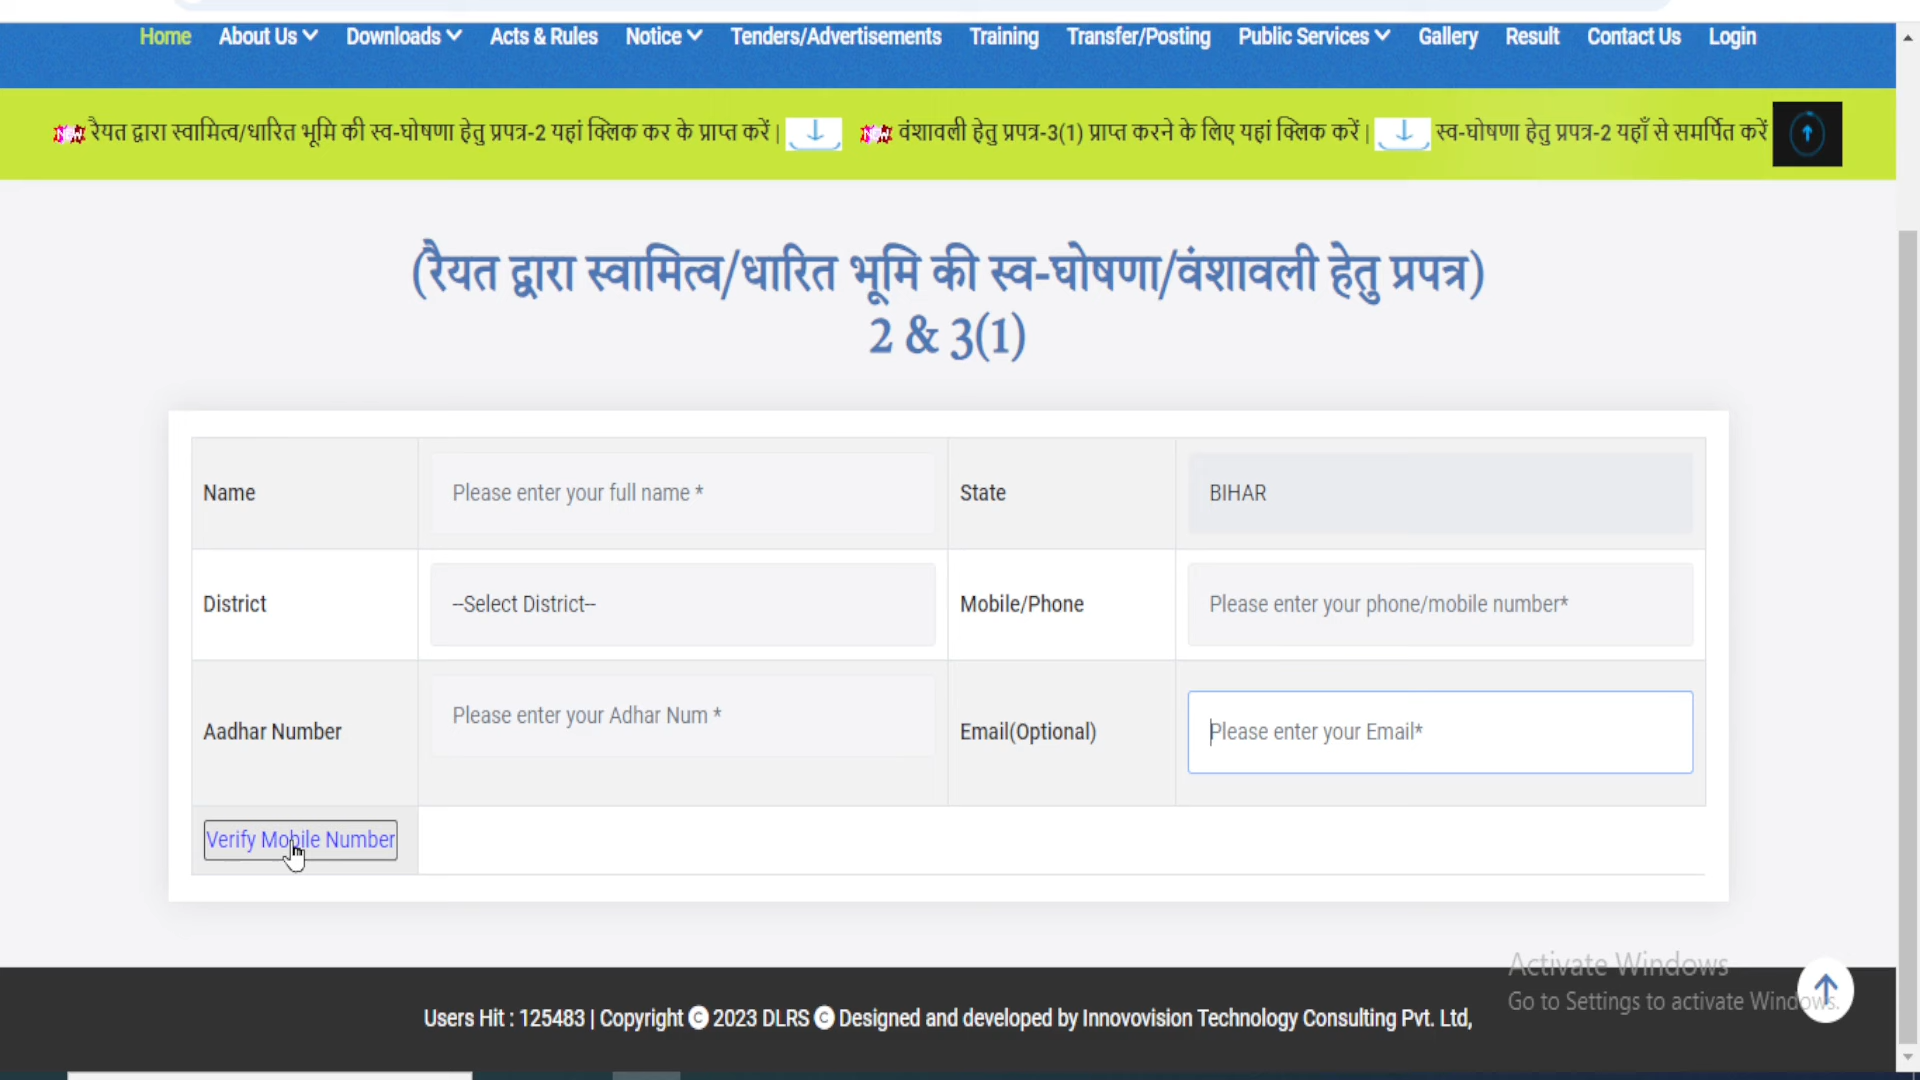 Home About Us Downloads Acts & Rules Notice Tenders/Advertisements Training Transfer/Posting Public Services Gallery Result Contact Us Login
New रैयत द्वारा स्वामित्व/धारित भूमि की स्व-घोषणा हेतु प्रपत्र-2 यहां क्लिक कर के प्राप्त करें | New वंशावली हेतु प्रपत्र-3(1) प्राप्त करने के लिए यहां क्लिक करें | स्व-घोषणा हेतु प्रपत्र-2 यहाँ से समर्पित करें
(रैयत द्वारा स्वामित्व/धारित भूमि की स्व-घोषणा/वंशावली हेतु प्रपत्र)
2 & 3(1)
Name Please enter your full name * State BIHAR
District --Select District-- Mobile/Phone Please enter your phone/mobile number*
Aadhar Number Please enter your Adhar Num * Email(Optional) Please enter your Email*
Verify Mobile Number
Activate Windows
Go to Settings to activate Windows.
Users Hit : 125483 | Copyright © 2023 DLRS © Designed and developed by Innovovision Technology Consulting Pvt. Ltd,